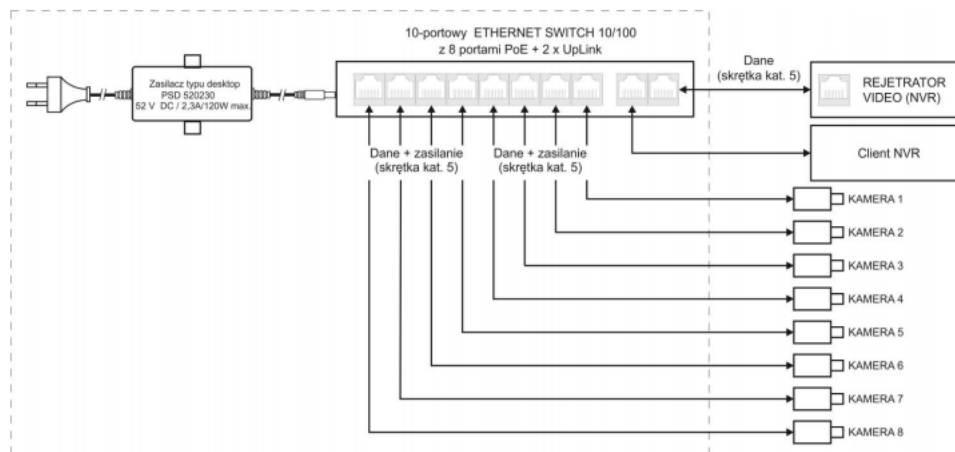 10-portowy ETHERNET SWITCH 10/100
z 8 portami PoE + 2 x UpLink
Zasilacz typu desktop
PSD 520230
52 V DC / 2,3A/120W max.
Dane
(skrętka kat. 5)
REJETRATOR
VIDEO (NVR)
Client NVR
Dane + zasilanie
(skrętka kat. 5)
Dane + zasilanie
(skrętka kat. 5)
KAMERA 1
KAMERA 2
KAMERA 3
KAMERA 4
KAMERA 5
KAMERA 6
KAMERA 7
KAMERA 8